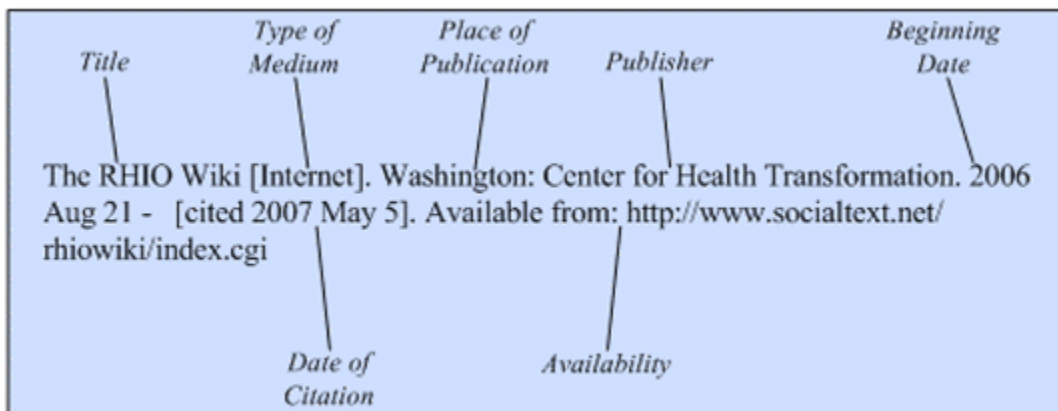 Type of Place of Beginning
Title Medium Publication Publisher Date
The RHIO Wiki [Internet]. Washington: Center for Health Transformation. 2006
Aug 21 - [cited 2007 May 5]. Available from: http://www.socialtext.net/
rhiowiki/index.cgi
Date of Availability
Citation